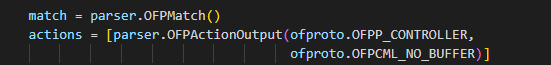 match = parser.OFPMatch()
actions = [parser.OFPActionOutput(ofproto.OFPP_CONTROLLER,
ofproto.OFPCML_NO_BUFFER)]